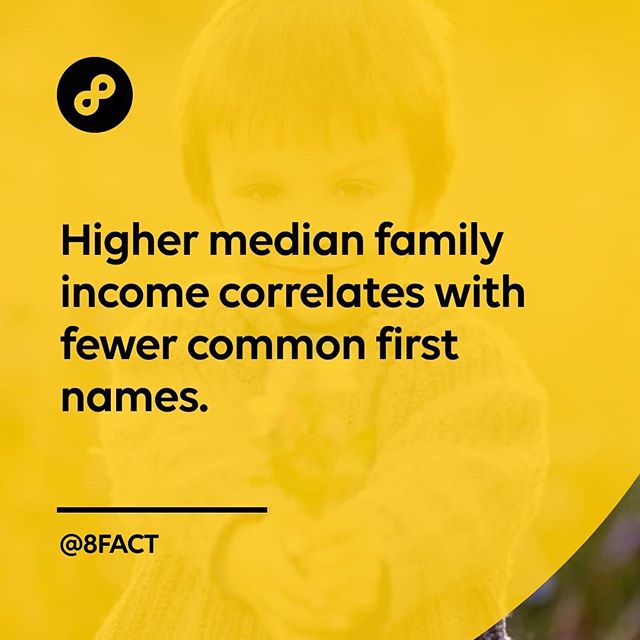 Higher median family
income correlates with
fewer common first
names.
@8FACT